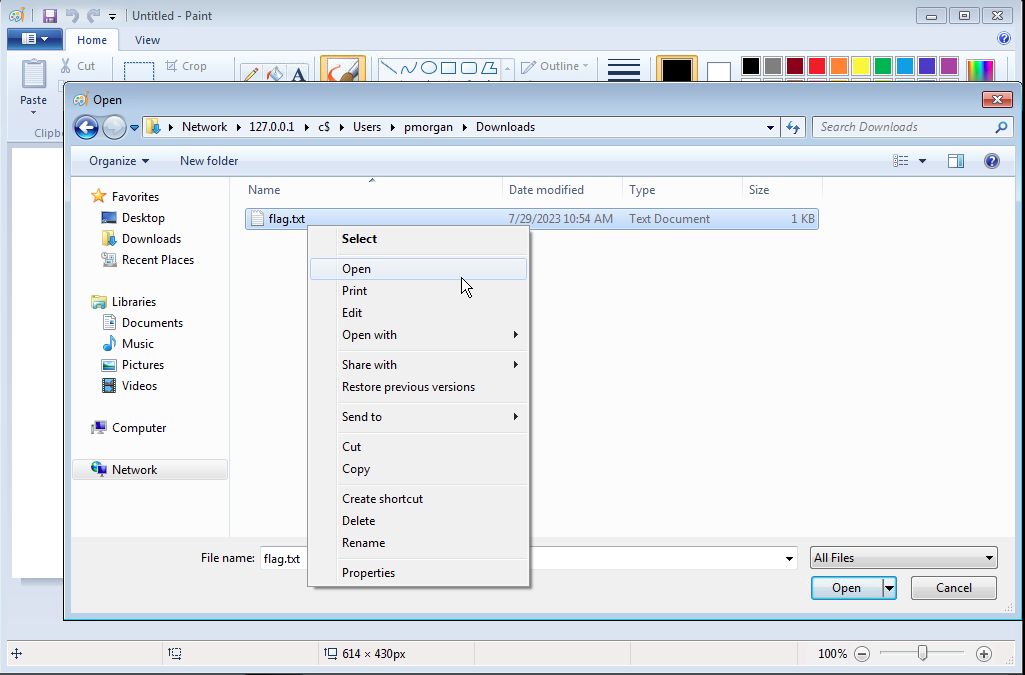 Untitled - Paint
Home View
Cut Crop Outline
Paste
Clipb
Open
Network 127.0.0.1 c$ Users pmorgan Downloads Search Downloads
Organize New folder
Name Date modified Type Size
flag.txt 7/29/2023 10:54 AM Text Document 1 KB
Favorites
Desktop
Downloads
Recent Places
Libraries
Documents
Music
Pictures
Videos
Computer
Network
Select
Open
Print
Edit
Open with
Share with
Restore previous versions
Send to
Cut
Copy
Create shortcut
Delete
Rename
Properties
File name: flag.txt All Files
Open Cancel
614 × 430px 100%